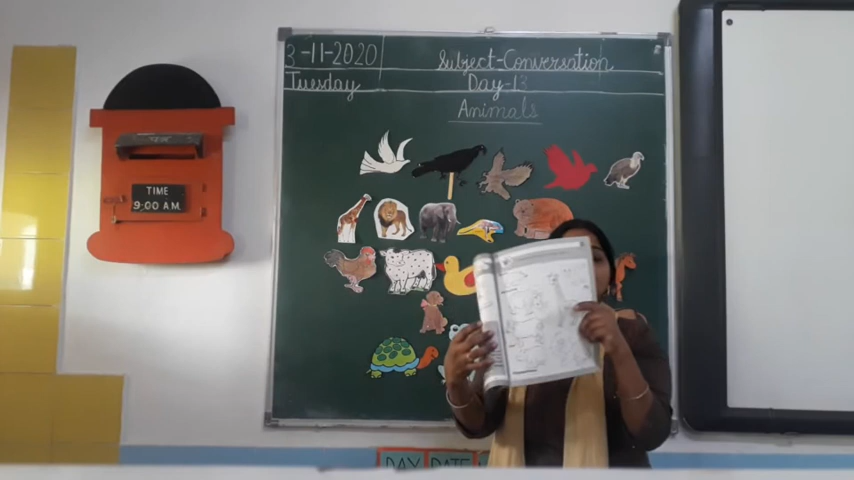 3-11-2020
Subject-Conversation
Tuesday
Day-13
Animals
TIME
9:00 A.M.
DAY DATE